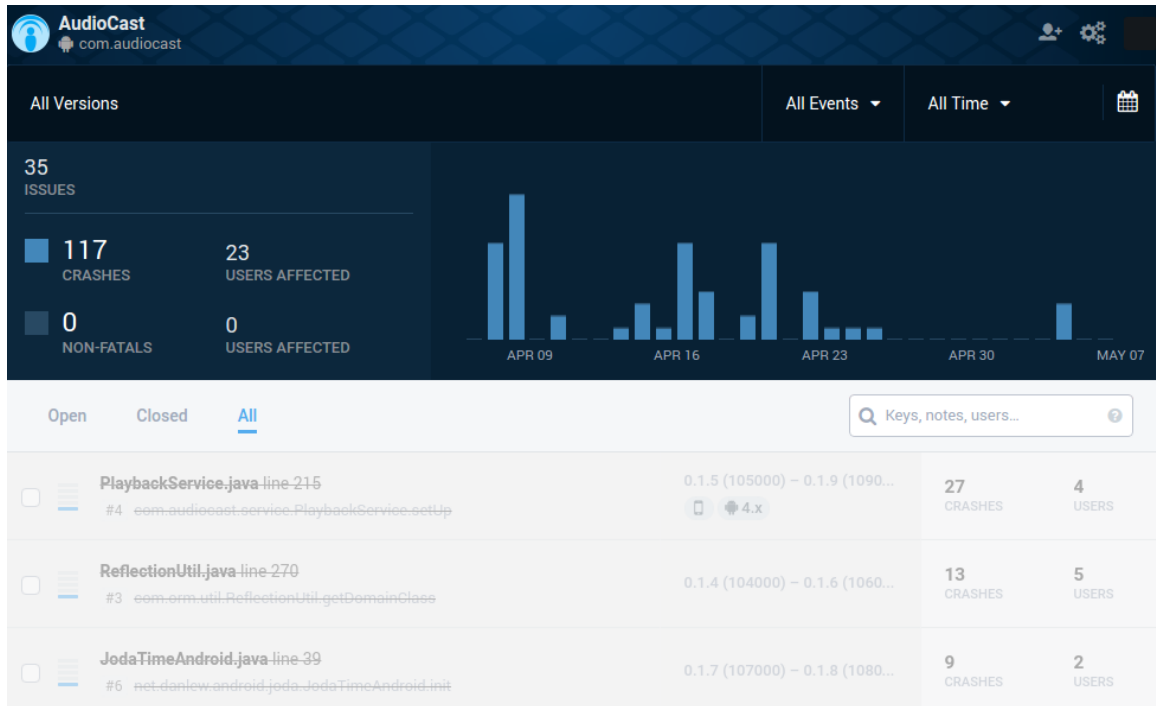 AudioCast
com.audiocast
All Versions
All Events
All Time
35
ISSUES
117
CRASHES
23
USERS AFFECTED
0
NON-FATALS
0
USERS AFFECTED
APR 09
APR 16
APR 23
APR 30
MAY 07
Open
Closed
All
Keys, notes, users...
?
PlaybackService.java line 215
#4 com.audiocast.service.PlaybackService.setUp
0.1.5 (105000) – 0.1.9 (1090...
4.x
27
CRASHES
4
USERS
ReflectionUtil.java line 270
#3 com.orm.util.ReflectionUtil.getDomainClass
0.1.4 (104000) – 0.1.6 (1060...
13
CRASHES
5
USERS
JodaTimeAndroid.java line 39
#6 net.danlew.android.joda.JodaTimeAndroid.init
0.1.7 (107000) – 0.1.8 (1080...
9
CRASHES
2
USERS